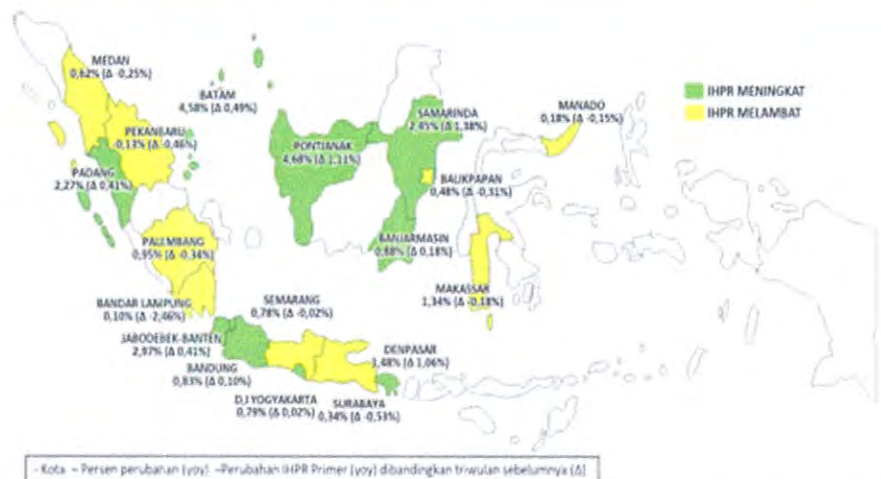 MEDAN
0,62% (Δ -0,25%)
BATAM
4,58% (Δ 0,49%)
PEKANBARU
-0,13% (Δ -0,46%)
PADANG
2,27% (Δ 0,41%)
PALEMBANG
0,95% (Δ -0,34%)
BANDAR LAMPUNG
0,10% (Δ -2,46%)
JABODEBEK-BANTEN
2,97% (Δ 0,41%)
BANDUNG
0,83% (Δ 0,10%)
SEMARANG
0,78% (Δ -0,02%)
D.I YOGYAKARTA
0,79% (Δ 0,02%)
SURABAYA
0,34% (Δ -0,53%)
DENPASAR
1,48% (Δ 1,06%)
PONTIANAK
4,68% (Δ 1,11%)
SAMARINDA
2,45% (Δ 1,38%)
BALIKPAPAN
0,48% (Δ -0,31%)
BANJARMASIN
0,88% (Δ 0,18%)
MAKASSAR
1,34% (Δ -0,18%)
MANADO
0,18% (Δ -0,15%)
IHPR MENINGKAT
IHPR MELAMBAT
- Kota – Persen perubahan (yoy) –Perubahan IHPR Primer (yoy) dibandingkan triwulan sebelumnya (Δ)